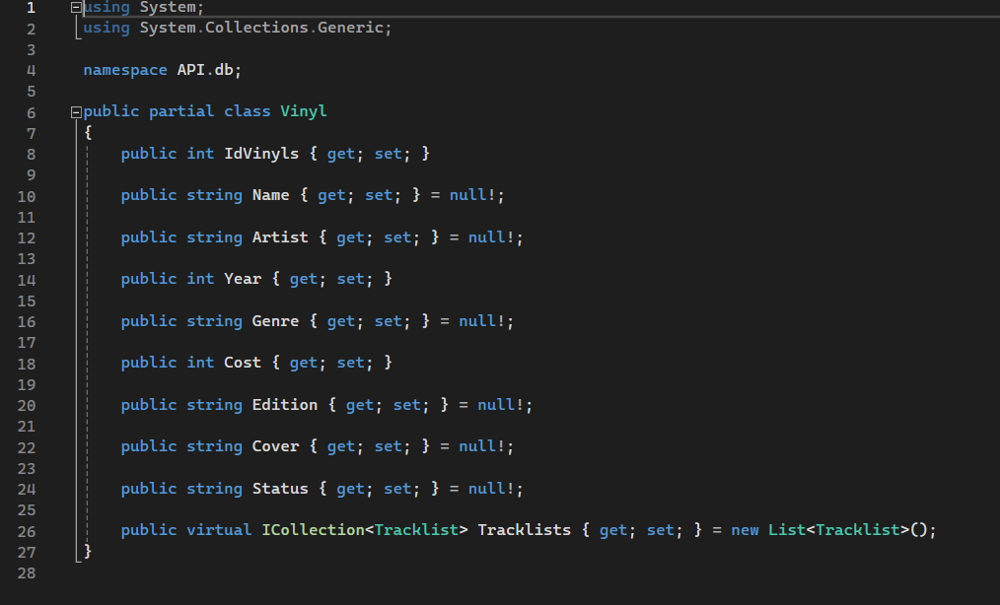 1 using System;
2 using System.Collections.Generic;
3
4 namespace API.db;
5
6 public partial class Vinyl
7 {
8 public int IdVinyls { get; set; }
9
10 public string Name { get; set; } = null!;
11
12 public string Artist { get; set; } = null!;
13
14 public int Year { get; set; }
15
16 public string Genre { get; set; } = null!;
17
18 public int Cost { get; set; }
19
20 public string Edition { get; set; } = null!;
21
22 public string Cover { get; set; } = null!;
23
24 public string Status { get; set; } = null!;
25
26 public virtual ICollection<Tracklist> Tracklists { get; set; } = new List<Tracklist>();
27 }
28